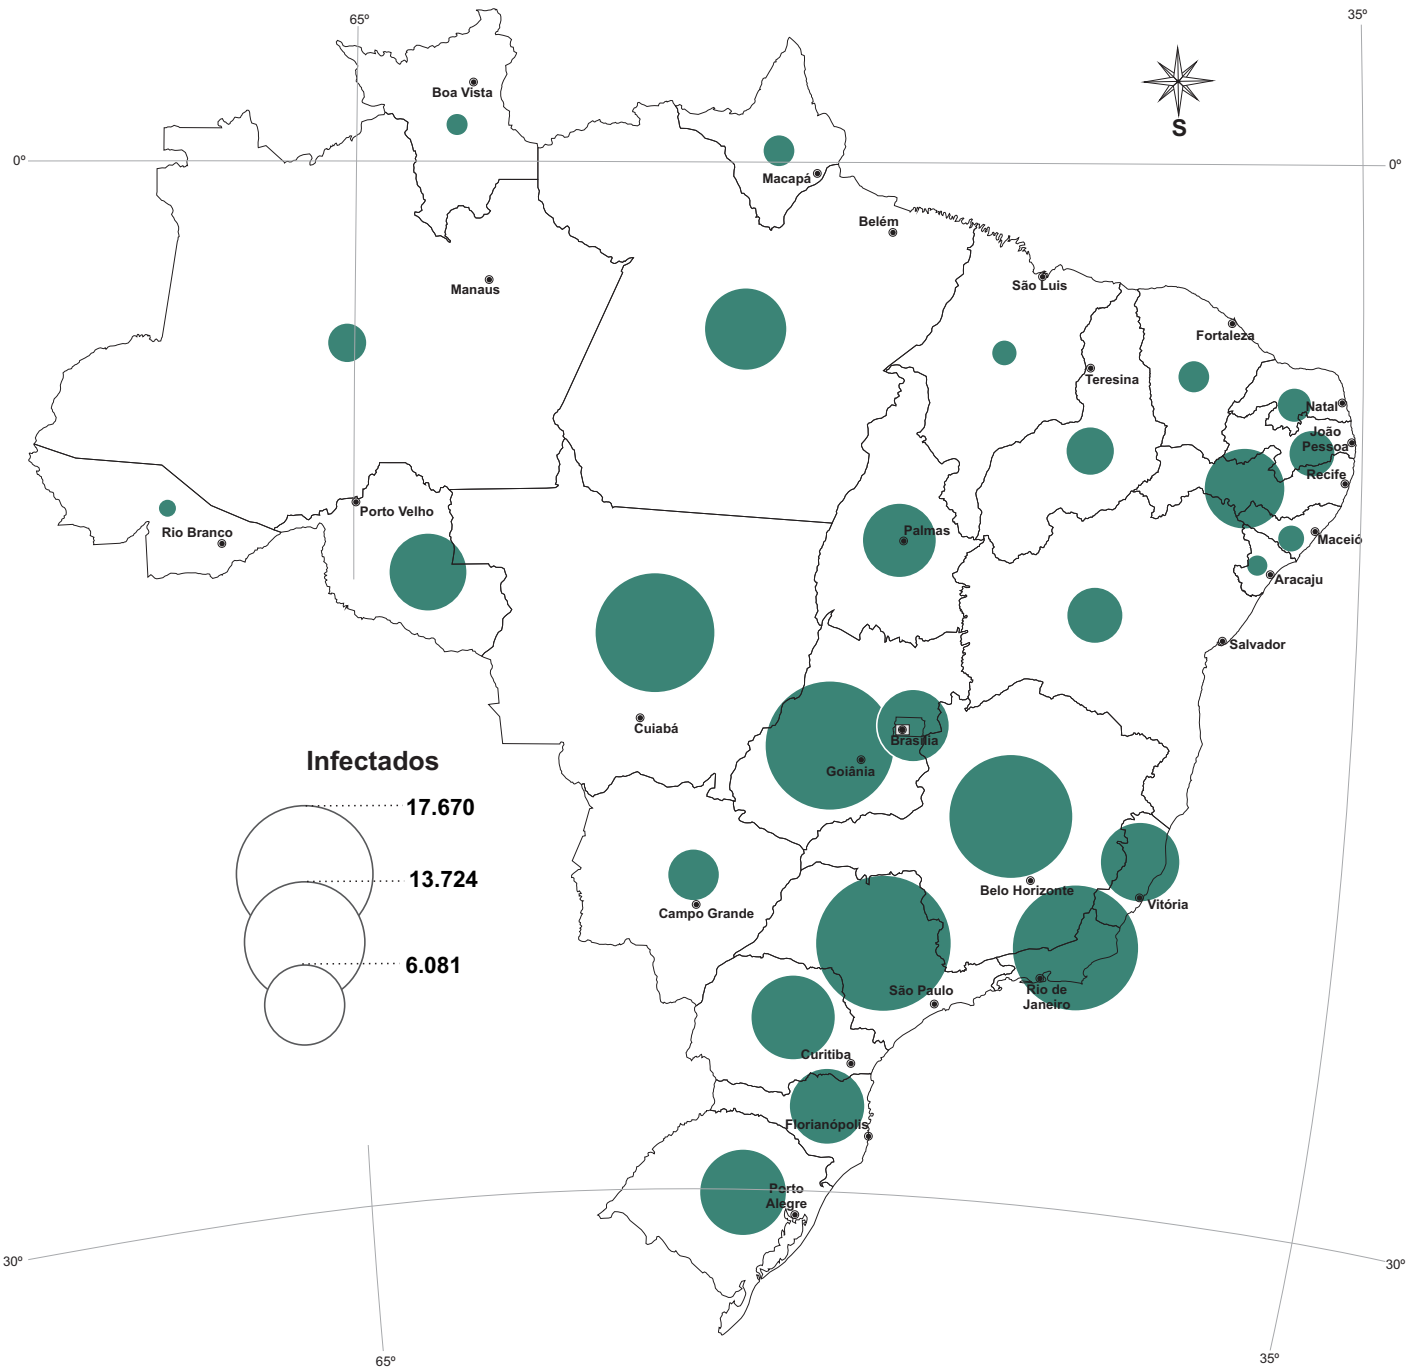 65º
35º
Boa Vista
S
0º
0º
Macapá
Belém
Manaus
São Luis
Fortaleza
Teresina
Natal
João
Pessoa
Recife
Porto Velho
Rio Branco
Palmas
Maceió
Aracaju
Salvador
Cuiabá
Brasília
Goiânia
Infectados
17.670
13.724
6.081
Belo Horizonte
Vitória
Campo Grande
São Paulo
Rio de
Janeiro
Curitiba
Florianópolis
Porto
Alegre
30º
30º
65º
35º